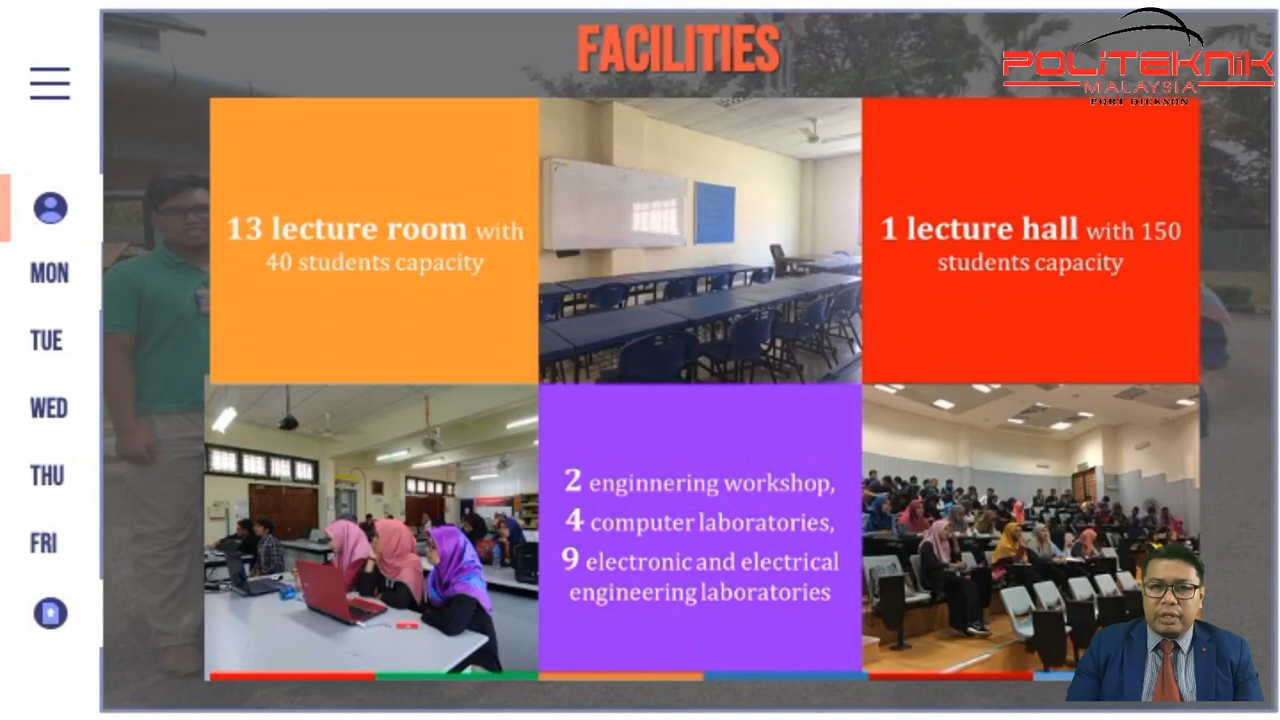 FACILITIES
POLITEKNIK
MALAYSIA
PORT DICKSON
13 lecture room with
40 students capacity
1 lecture hall with 150
students capacity
MON
TUE
WED
THU
FRI
2 enginnering workshop,
4 computer laboratories,
9 electronic and electrical
engineering laboratories